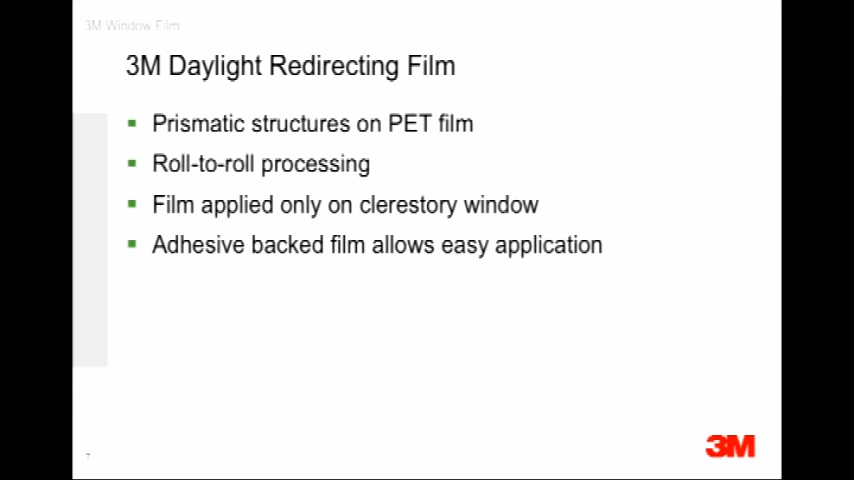 3M Window Film
3M Daylight Redirecting Film
Prismatic structures on PET film
Roll-to-roll processing
Film applied only on clerestory window
Adhesive backed film allows easy application
7
3M